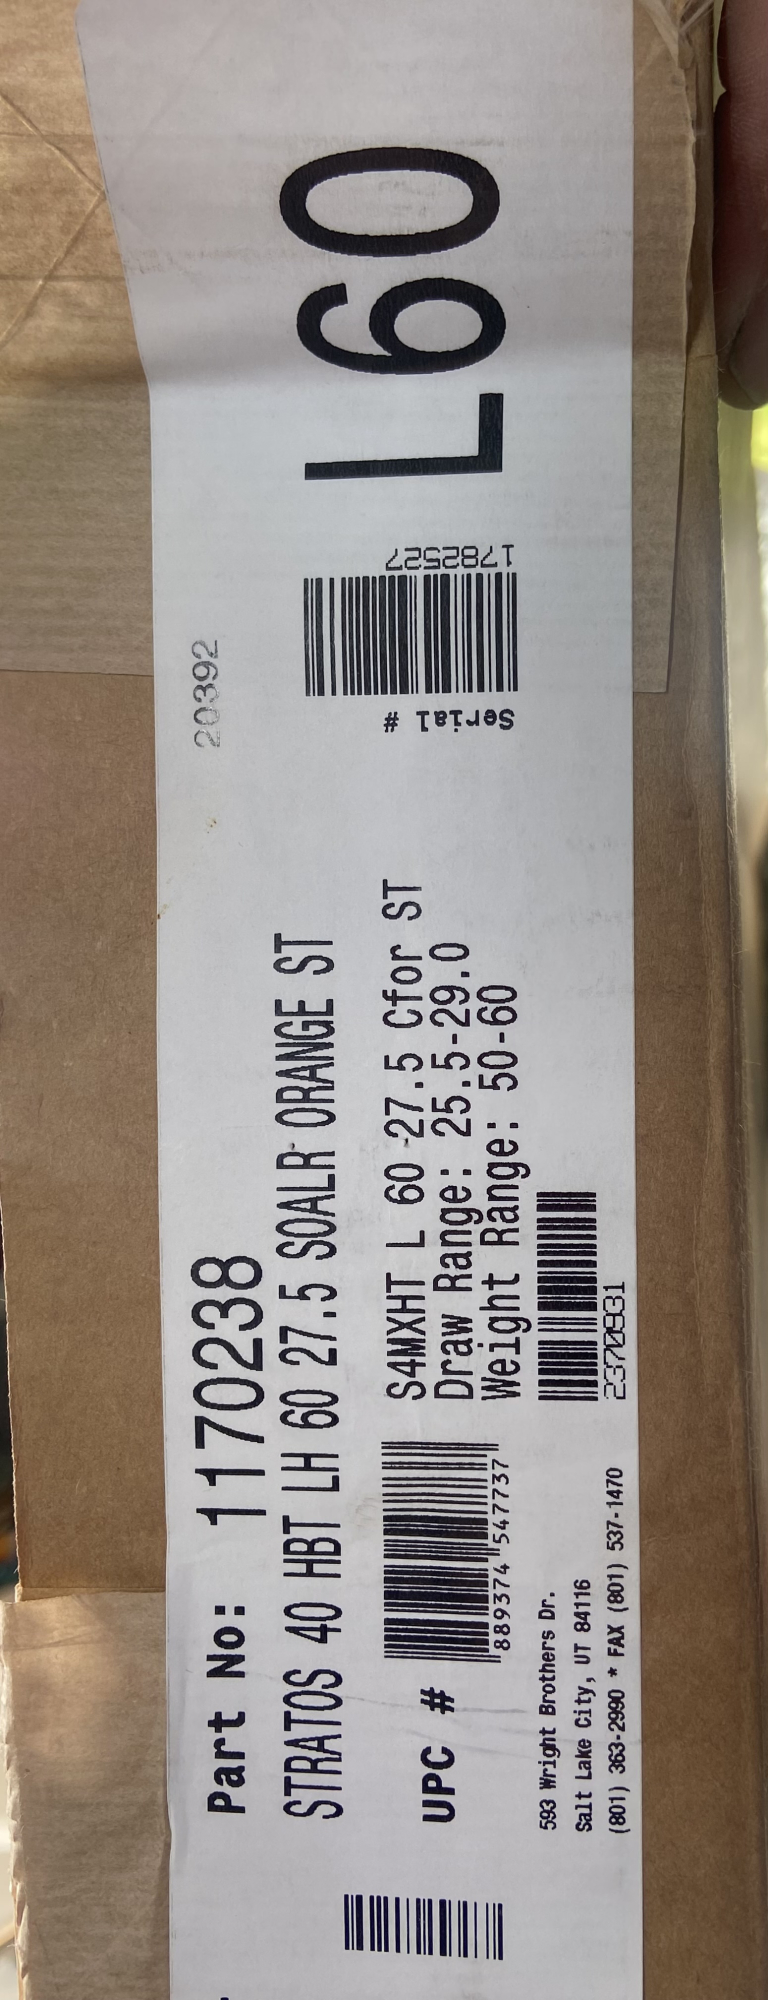 Part No: 1170238
STRATOS 40 HBT LH 60 27.5 SOALR ORANGE ST
20392
UPC #
889374 547737
S4MXHT L 60 27.5 Cfor ST
Draw Range: 25.5-29.0
Weight Range: 50-60
2370931
Serial #
1782527
L60
593 Wright Brothers Dr.
Salt Lake City, UT 84116
(801) 363-2990 * FAX (801) 537-1470